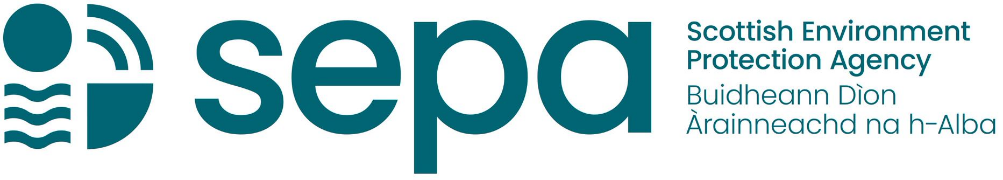 sepa
Scottish Environment
Protection Agency
Buidheann Dìon
Àrainneachd na h-Alba